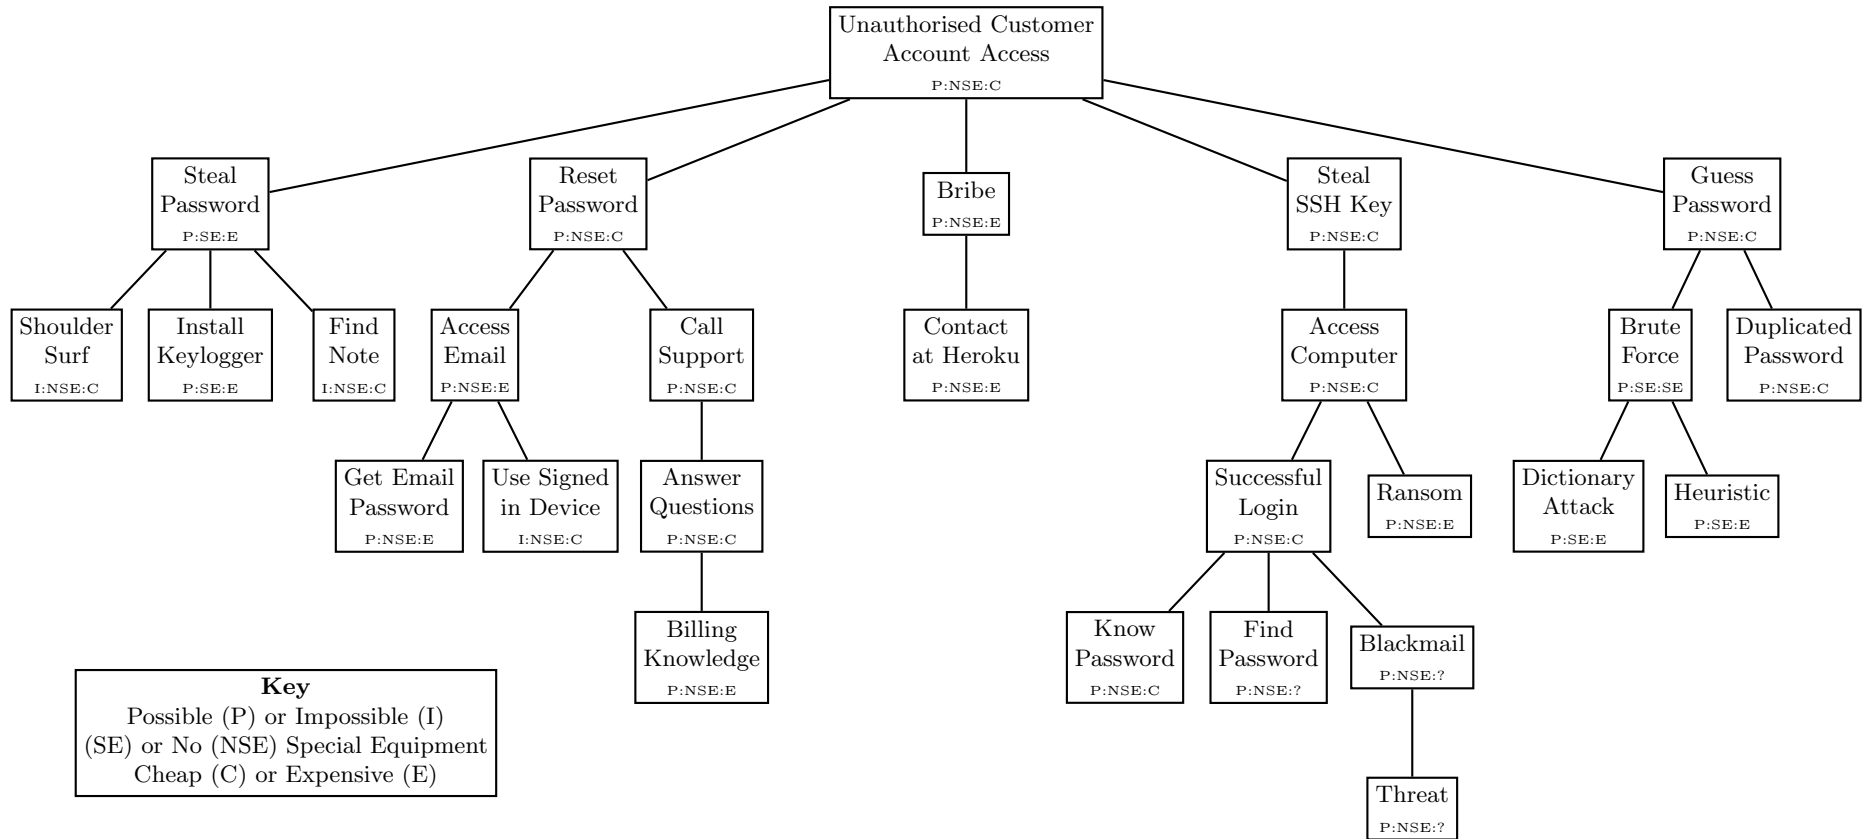 Unauthorised Customer
Account Access
P:NSE:C
Steal
Password
P:SE:E
Reset
Password
P:NSE:C
Bribe
P:NSE:E
Steal
SSH Key
P:NSE:C
Guess
Password
P:NSE:C
Shoulder
Surf
I:NSE:C
Install
Keylogger
P:SE:E
Find
Note
I:NSE:C
Access
Email
P:NSE:E
Call
Support
P:NSE:C
Contact
at Heroku
P:NSE:E
Access
Computer
P:NSE:C
Brute
Force
P:SE:SE
Duplicated
Password
P:NSE:C
Get Email
Password
P:NSE:E
Use Signed
in Device
I:NSE:C
Answer
Questions
P:NSE:C
Successful
Login
P:NSE:C
Ransom
P:NSE:E
Dictionary
Attack
P:SE:E
Heuristic
P:SE:E
Billing
Knowledge
P:NSE:E
Know
Password
P:NSE:C
Find
Password
P:NSE:?
Blackmail
P:NSE:?
Threat
P:NSE:?
Key
Possible (P) or Impossible (I)
(SE) or No (NSE) Special Equipment
Cheap (C) or Expensive (E)